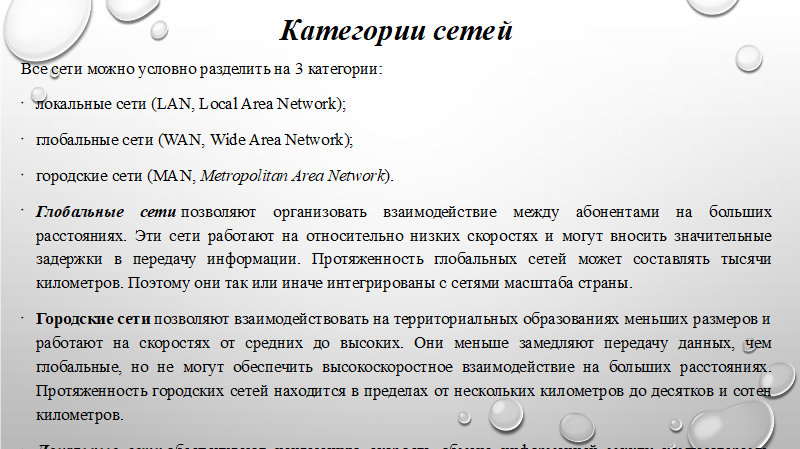 Категории сетей
Все сети можно условно разделить на 3 категории:
· локальные сети (LAN, Local Area Network);
· глобальные сети (WAN, Wide Area Network);
· городские сети (MAN, Metropolitan Area Network).
· Глобальные сети позволяют организовать взаимодействие между абонентами на больших
расстояниях. Эти сети работают на относительно низких скоростях и могут вносить значительные
задержки в передачу информации. Протяженность глобальных сетей может составлять тысячи
километров. Поэтому они так или иначе интегрированы с сетями масштаба страны.
· Городские сети позволяют взаимодействовать на территориальных образованиях меньших размеров и
работают на скоростях от средних до высоких. Они меньше замедляют передачу данных, чем
глобальные, но не могут обеспечить высокоскоростное взаимодействие на больших расстояниях.
Протяженность городских сетей находится в пределах от нескольких километров до десятков и сотен
километров.